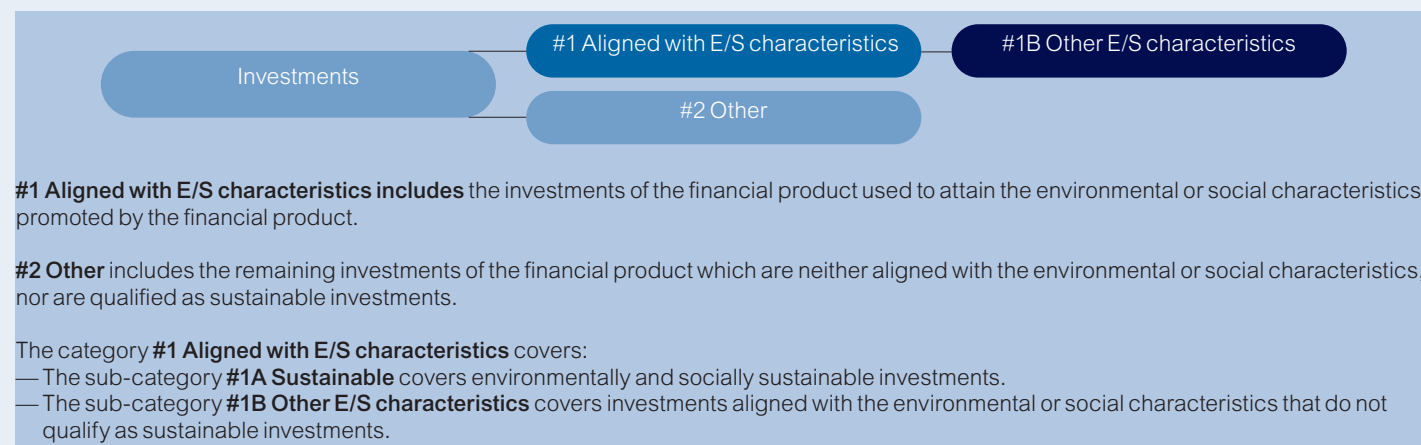 #1 Aligned with E/S characteristics
#1B Other E/S characteristics
Investments
#2 Other
#1 Aligned with E/S characteristics includes the investments of the financial product used to attain the environmental or social characteristics
promoted by the financial product.
#2 Other includes the remaining investments of the financial product which are neither aligned with the environmental or social characteristics,
nor are qualified as sustainable investments.
The category #1 Aligned with E/S characteristics covers:
— The sub-category #1A Sustainable covers environmentally and socially sustainable investments.
— The sub-category #1B Other E/S characteristics covers investments aligned with the environmental or social characteristics that do not
qualify as sustainable investments.